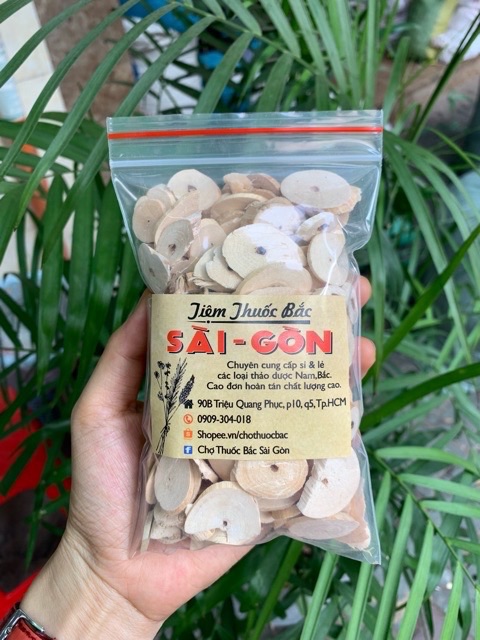 Tiệm Thuốc Bắc
SÀI-GÒN
Chuyên cung cấp sỉ & lẻ
các loại thảo dược Nam,Bắc.
Cao đơn hoàn tán chất lượng cao.
90B Triệu Quang Phục, p10, q5, Tp.HCM
0909-304-018
Shopee.vn/chothuocbac
Chợ Thuốc Bắc Sài Gòn